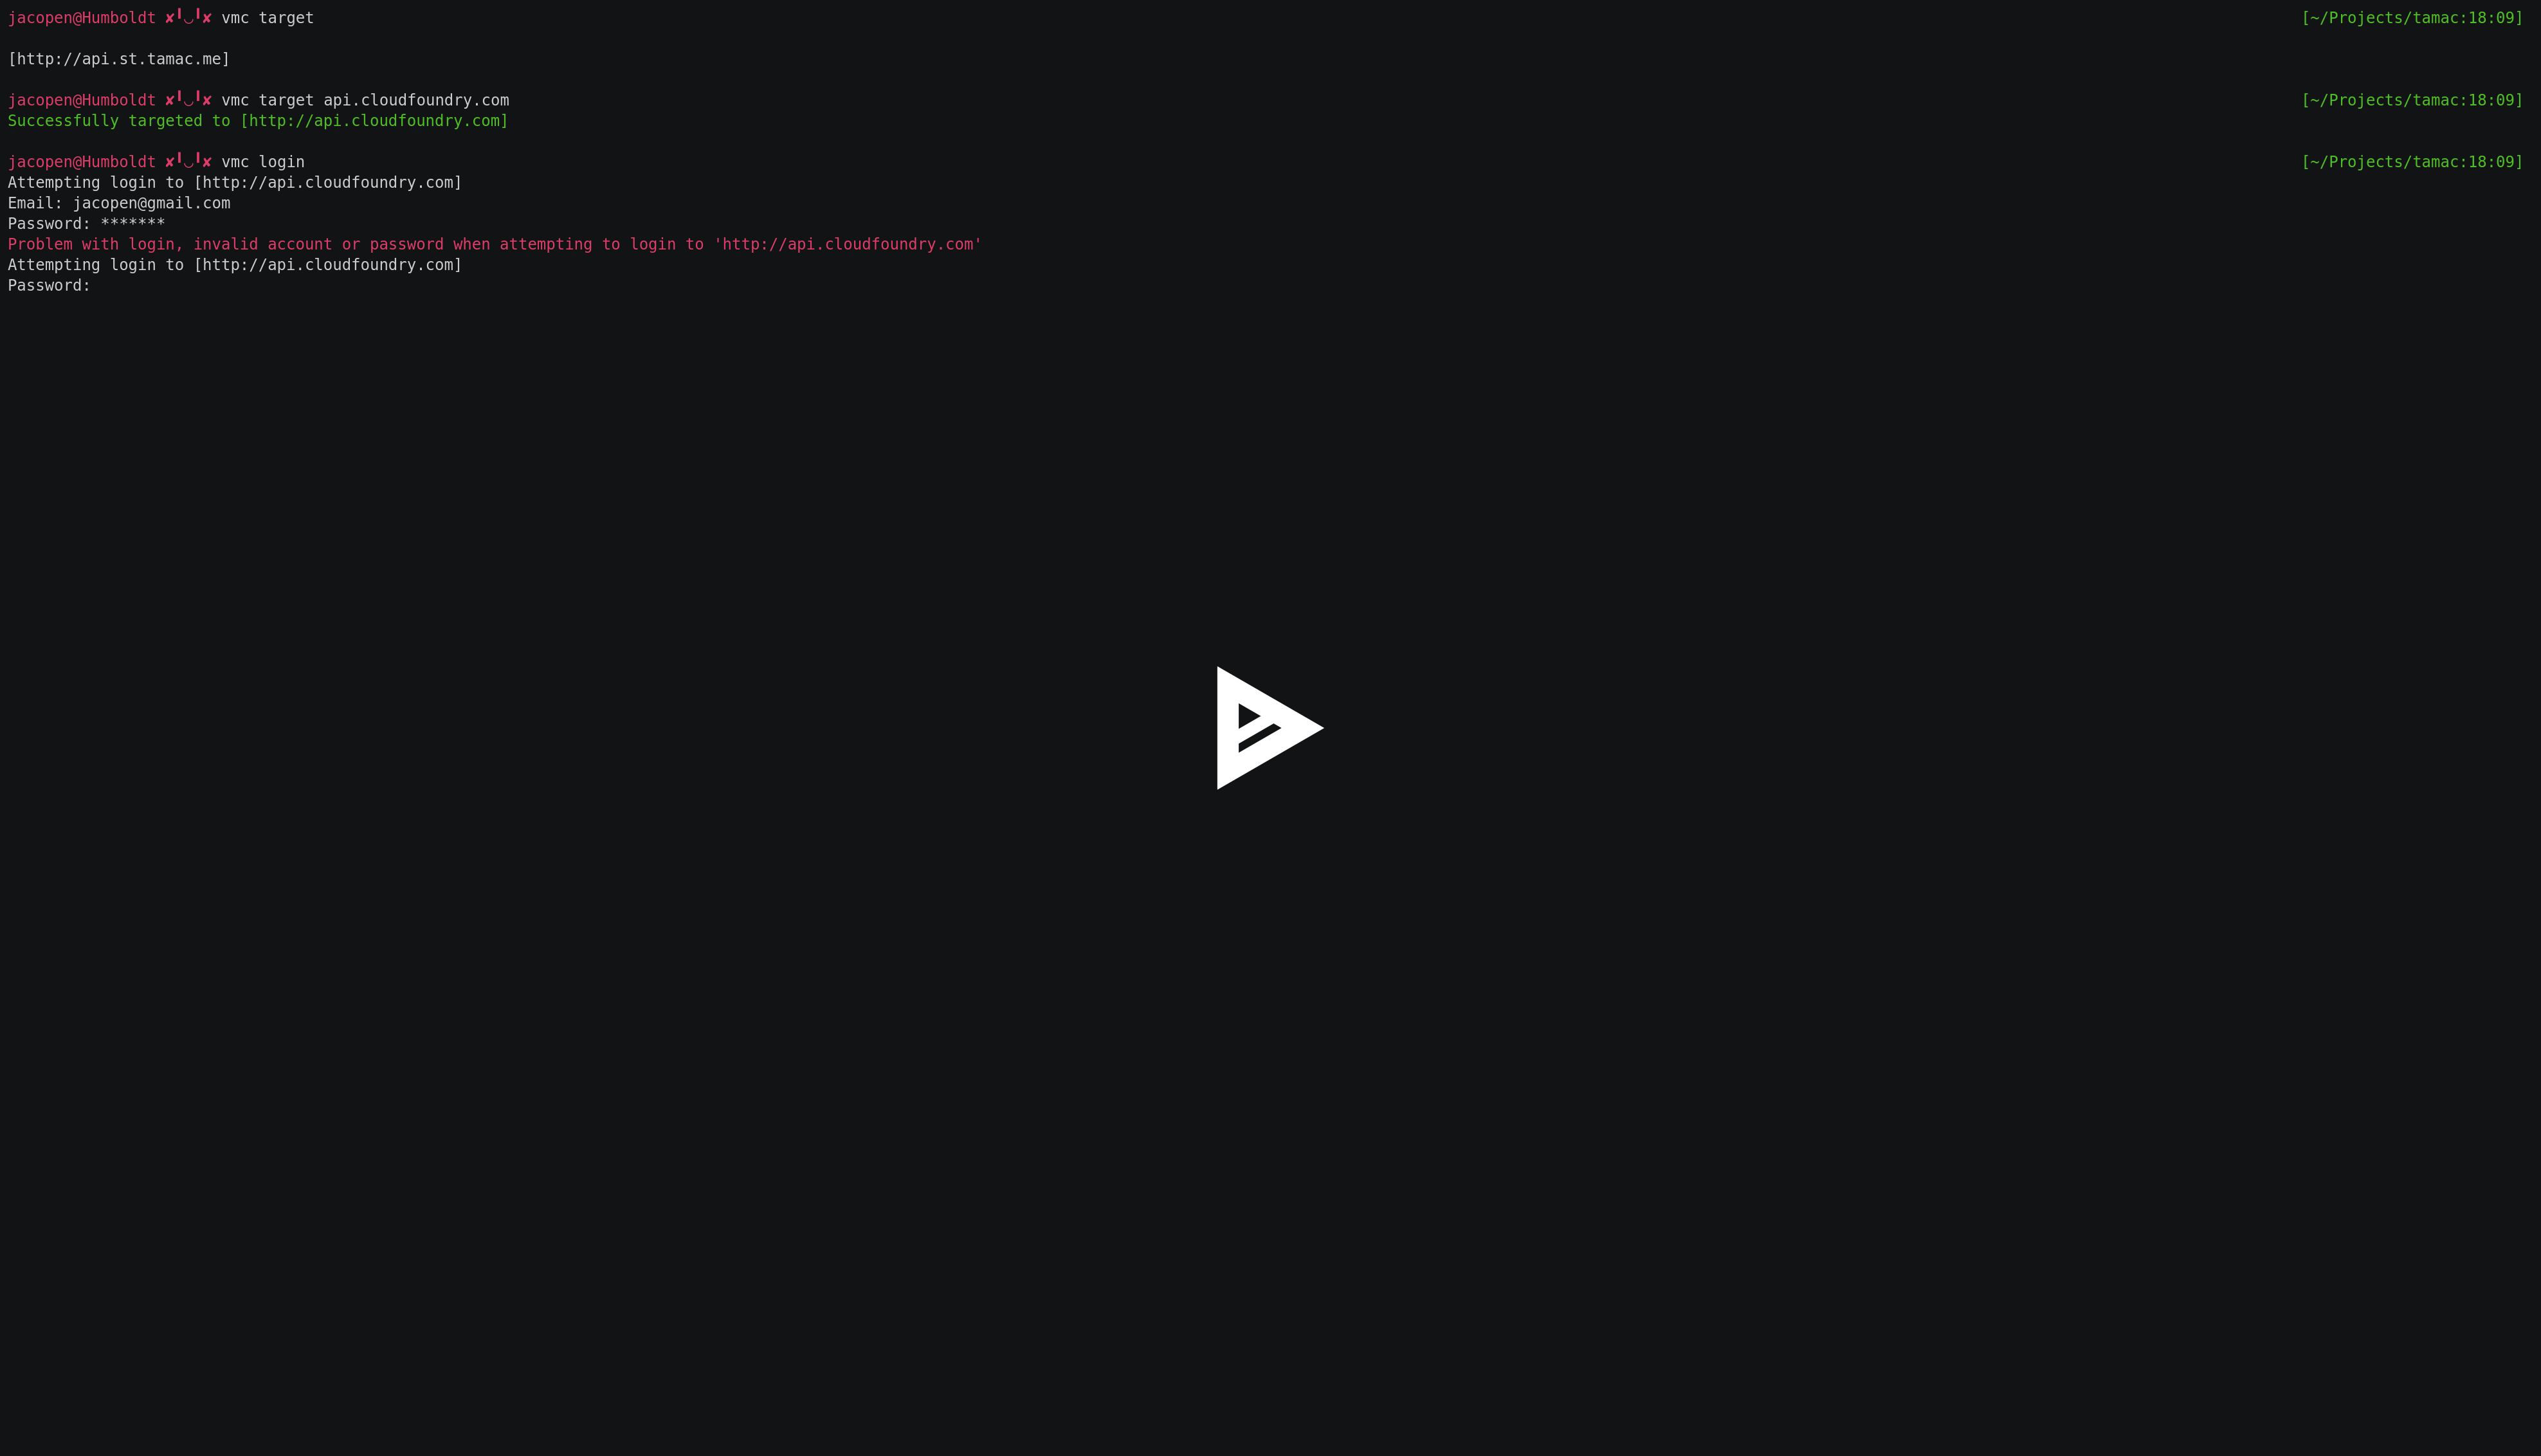 jacopen@Humboldt ✘╹◡╹✘ vmc target [~/Projects/tamac:18:09]
[http://api.st.tamac.me]
jacopen@Humboldt ✘╹◡╹✘ vmc target api.cloudfoundry.com [~/Projects/tamac:18:09]
Successfully targeted to [http://api.cloudfoundry.com]
jacopen@Humboldt ✘╹◡╹✘ vmc login [~/Projects/tamac:18:09]
Attempting login to [http://api.cloudfoundry.com]
Email: jacopen@gmail.com
Password: *******
Problem with login, invalid account or password when attempting to login to 'http://api.cloudfoundry.com'
Attempting login to [http://api.cloudfoundry.com]
Password: